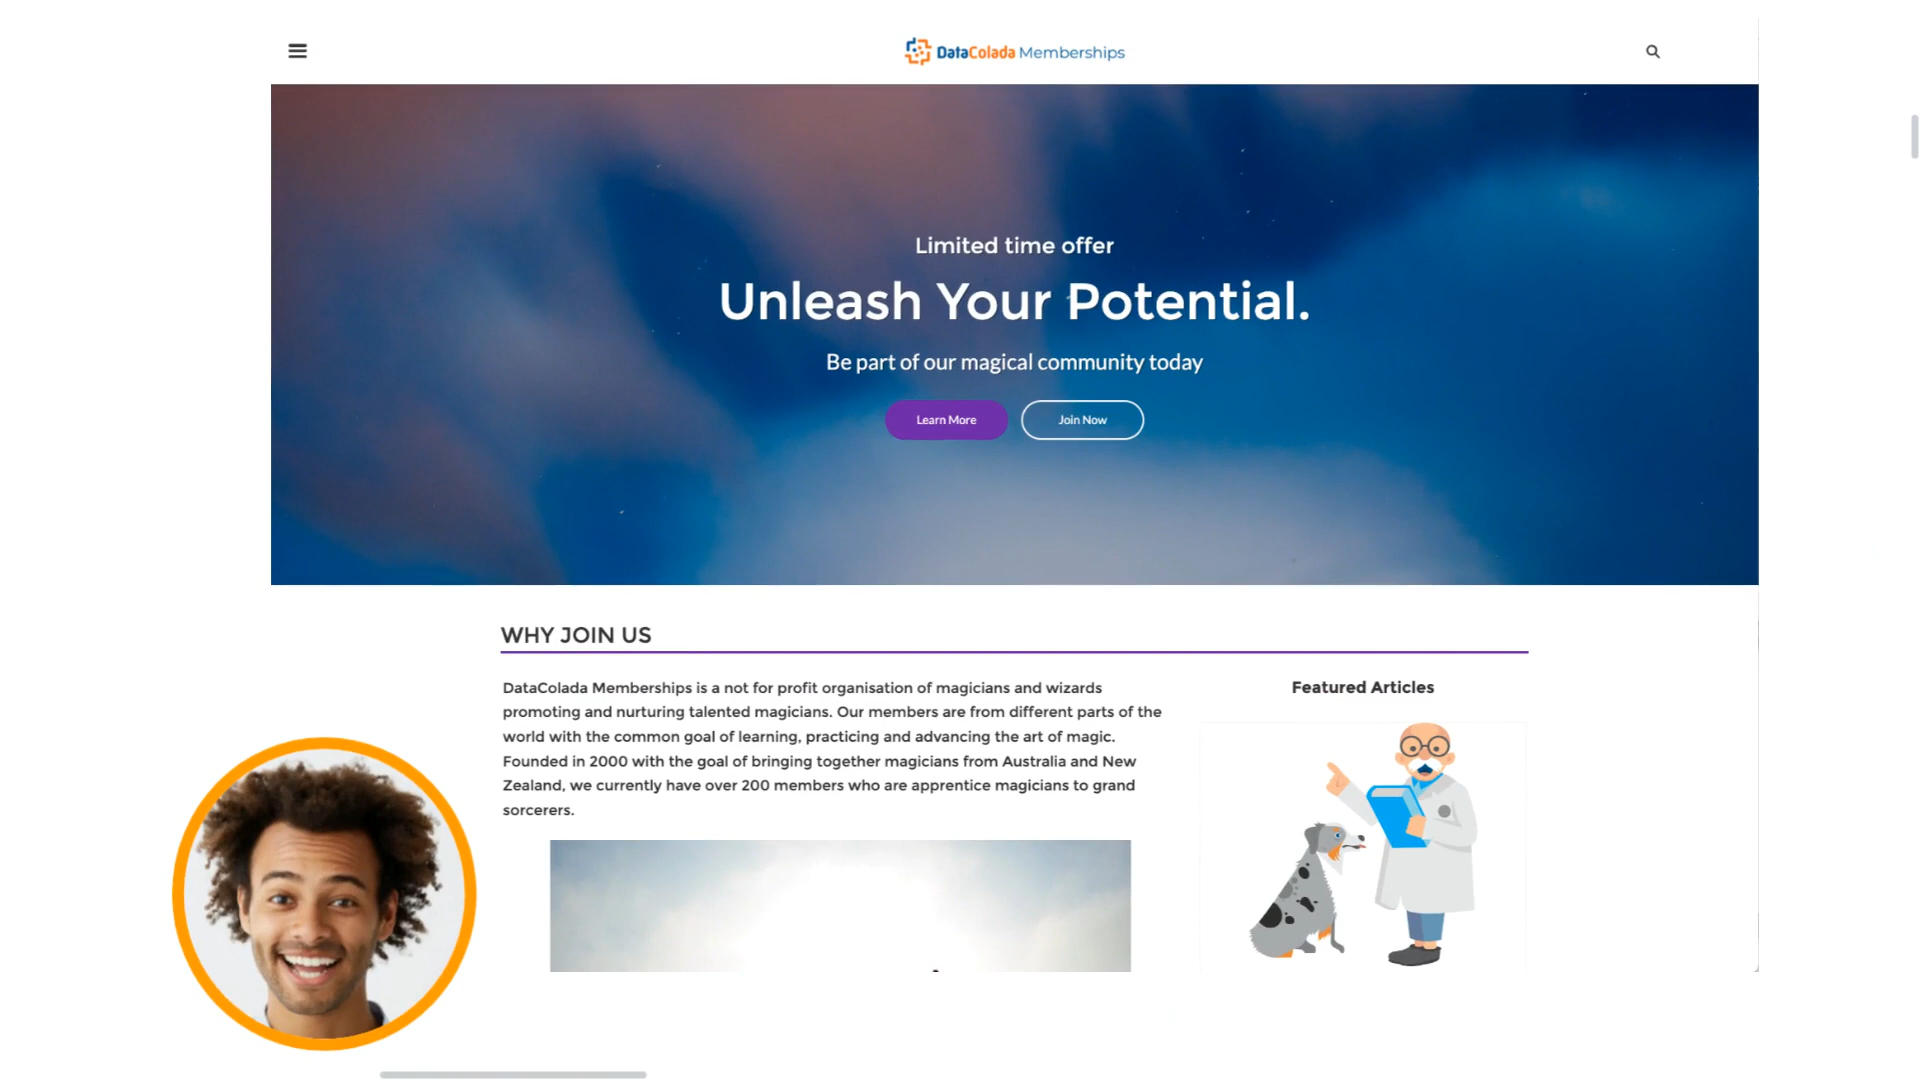 DataColada Memberships
Limited time offer
Unleash Your Potential.
Be part of our magical community today
Learn More
Join Now
WHY JOIN US
DataColada Memberships is a not for profit organisation of magicians and wizards
promoting and nurturing talented magicians. Our members are from different parts of the
world with the common goal of learning, practicing and advancing the art of magic.
Founded in 2000 with the goal of bringing together magicians from Australia and New
Zealand, we currently have over 200 members who are apprentice magicians to grand
sorcerers.
Featured Articles